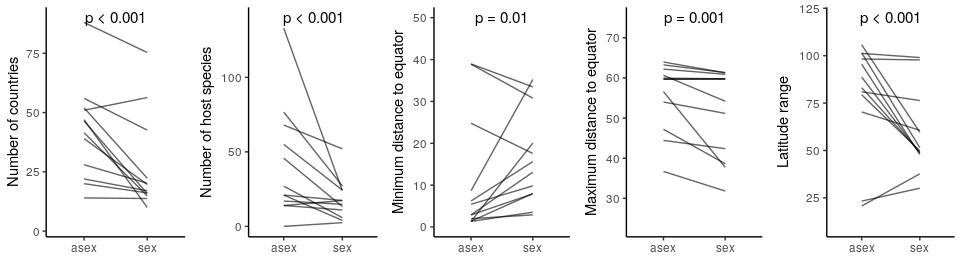 p < 0.001
Number of countries
75
50
25
0
asex
sex
p < 0.001
Number of host species
100
50
0
asex
sex
p = 0.01
Minimum distance to equator
50
40
30
20
10
0
asex
sex
p = 0.001
Maximum distance to equator
70
60
50
40
30
asex
sex
p < 0.001
Latitude range
125
100
75
50
25
asex
sex